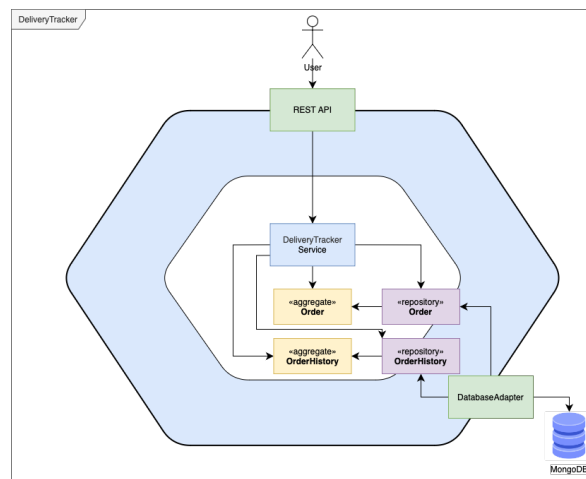 DeliveryTracker
User
REST API
DeliveryTracker
Service
«aggregate»
Order
«repository»
Order
«aggregate»
OrderHistory
«repository»
OrderHistory
DatabaseAdapter
MongoDB